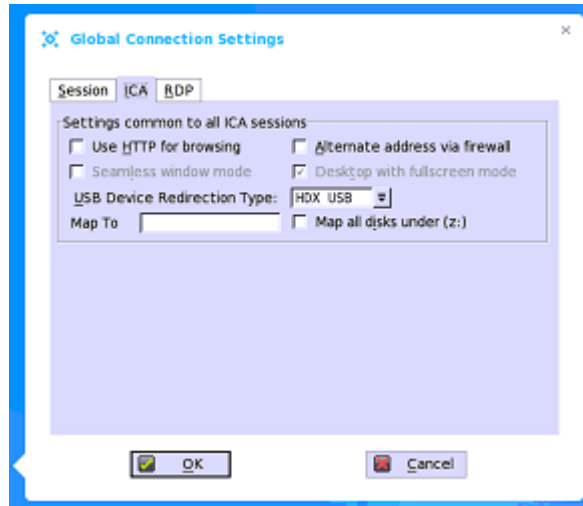 Global Connection Settings
Session ICA RDP
Settings common to all ICA sessions
Use HTTP for browsing Alternate address via firewall
Seamless window mode Desktop with fullscreen mode
USB Device Redirection Type: HDX USB
Map To Map all disks under (z:)
OK Cancel